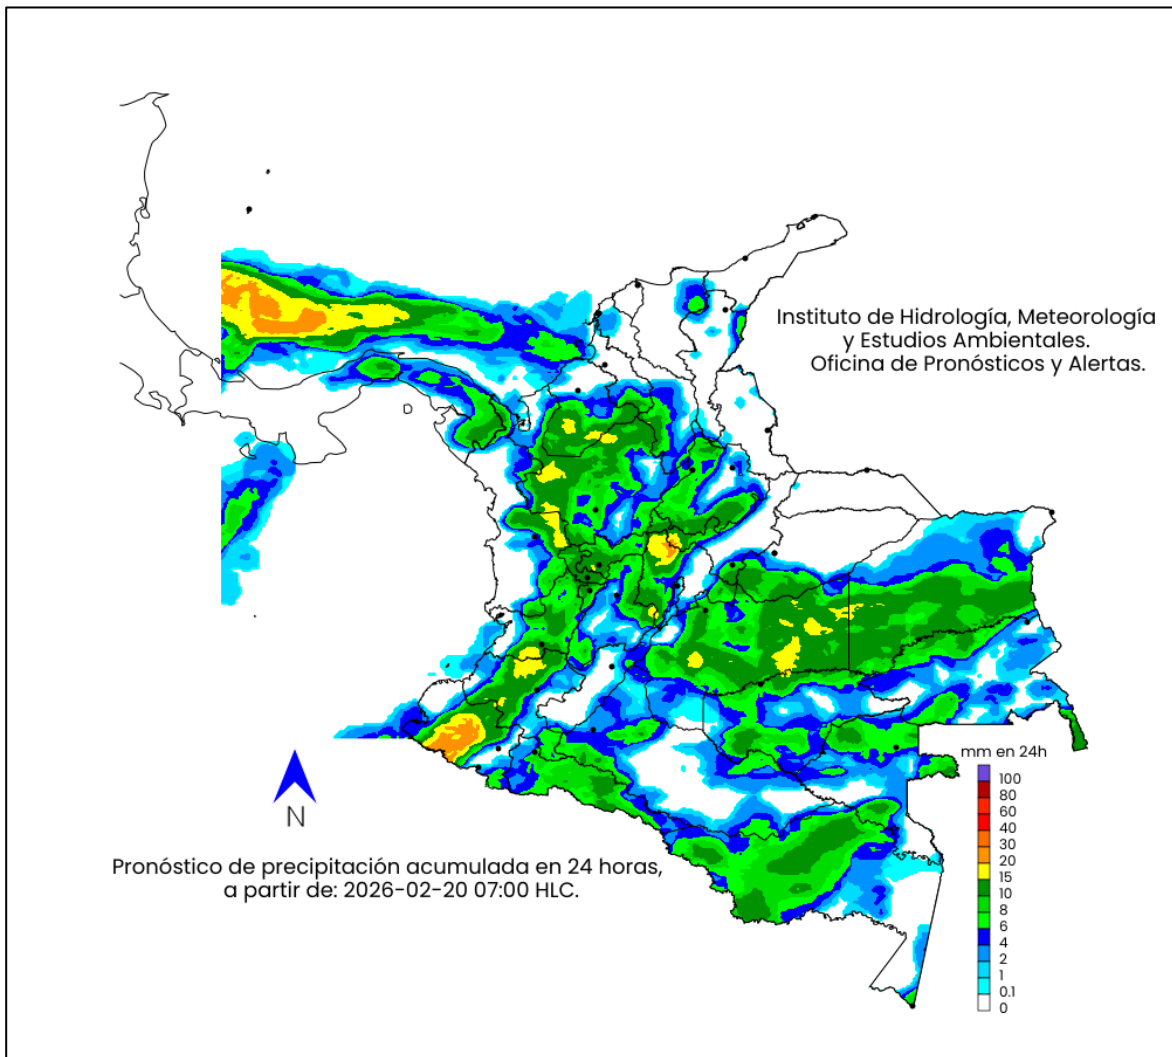 Instituto de Hidrología, Meteorología
y Estudios Ambientales.
Oficina de Pronósticos y Alertas.
mm en 24h
100
80
60
40
30
20
15
10
8
6
4
2
1
0.1
0
N
Pronóstico de precipitación acumulada en 24 horas,
a partir de: 2026-02-20 07:00 HLC.